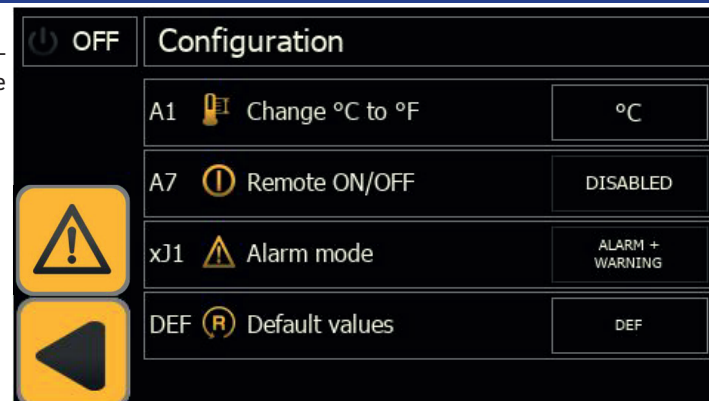 OFF
Configuration
A1 Change °C to °F °C
A7 Remote ON/OFF DISABLED
xJ1 Alarm mode ALARM +
WARNING
DEF R Default values DEF